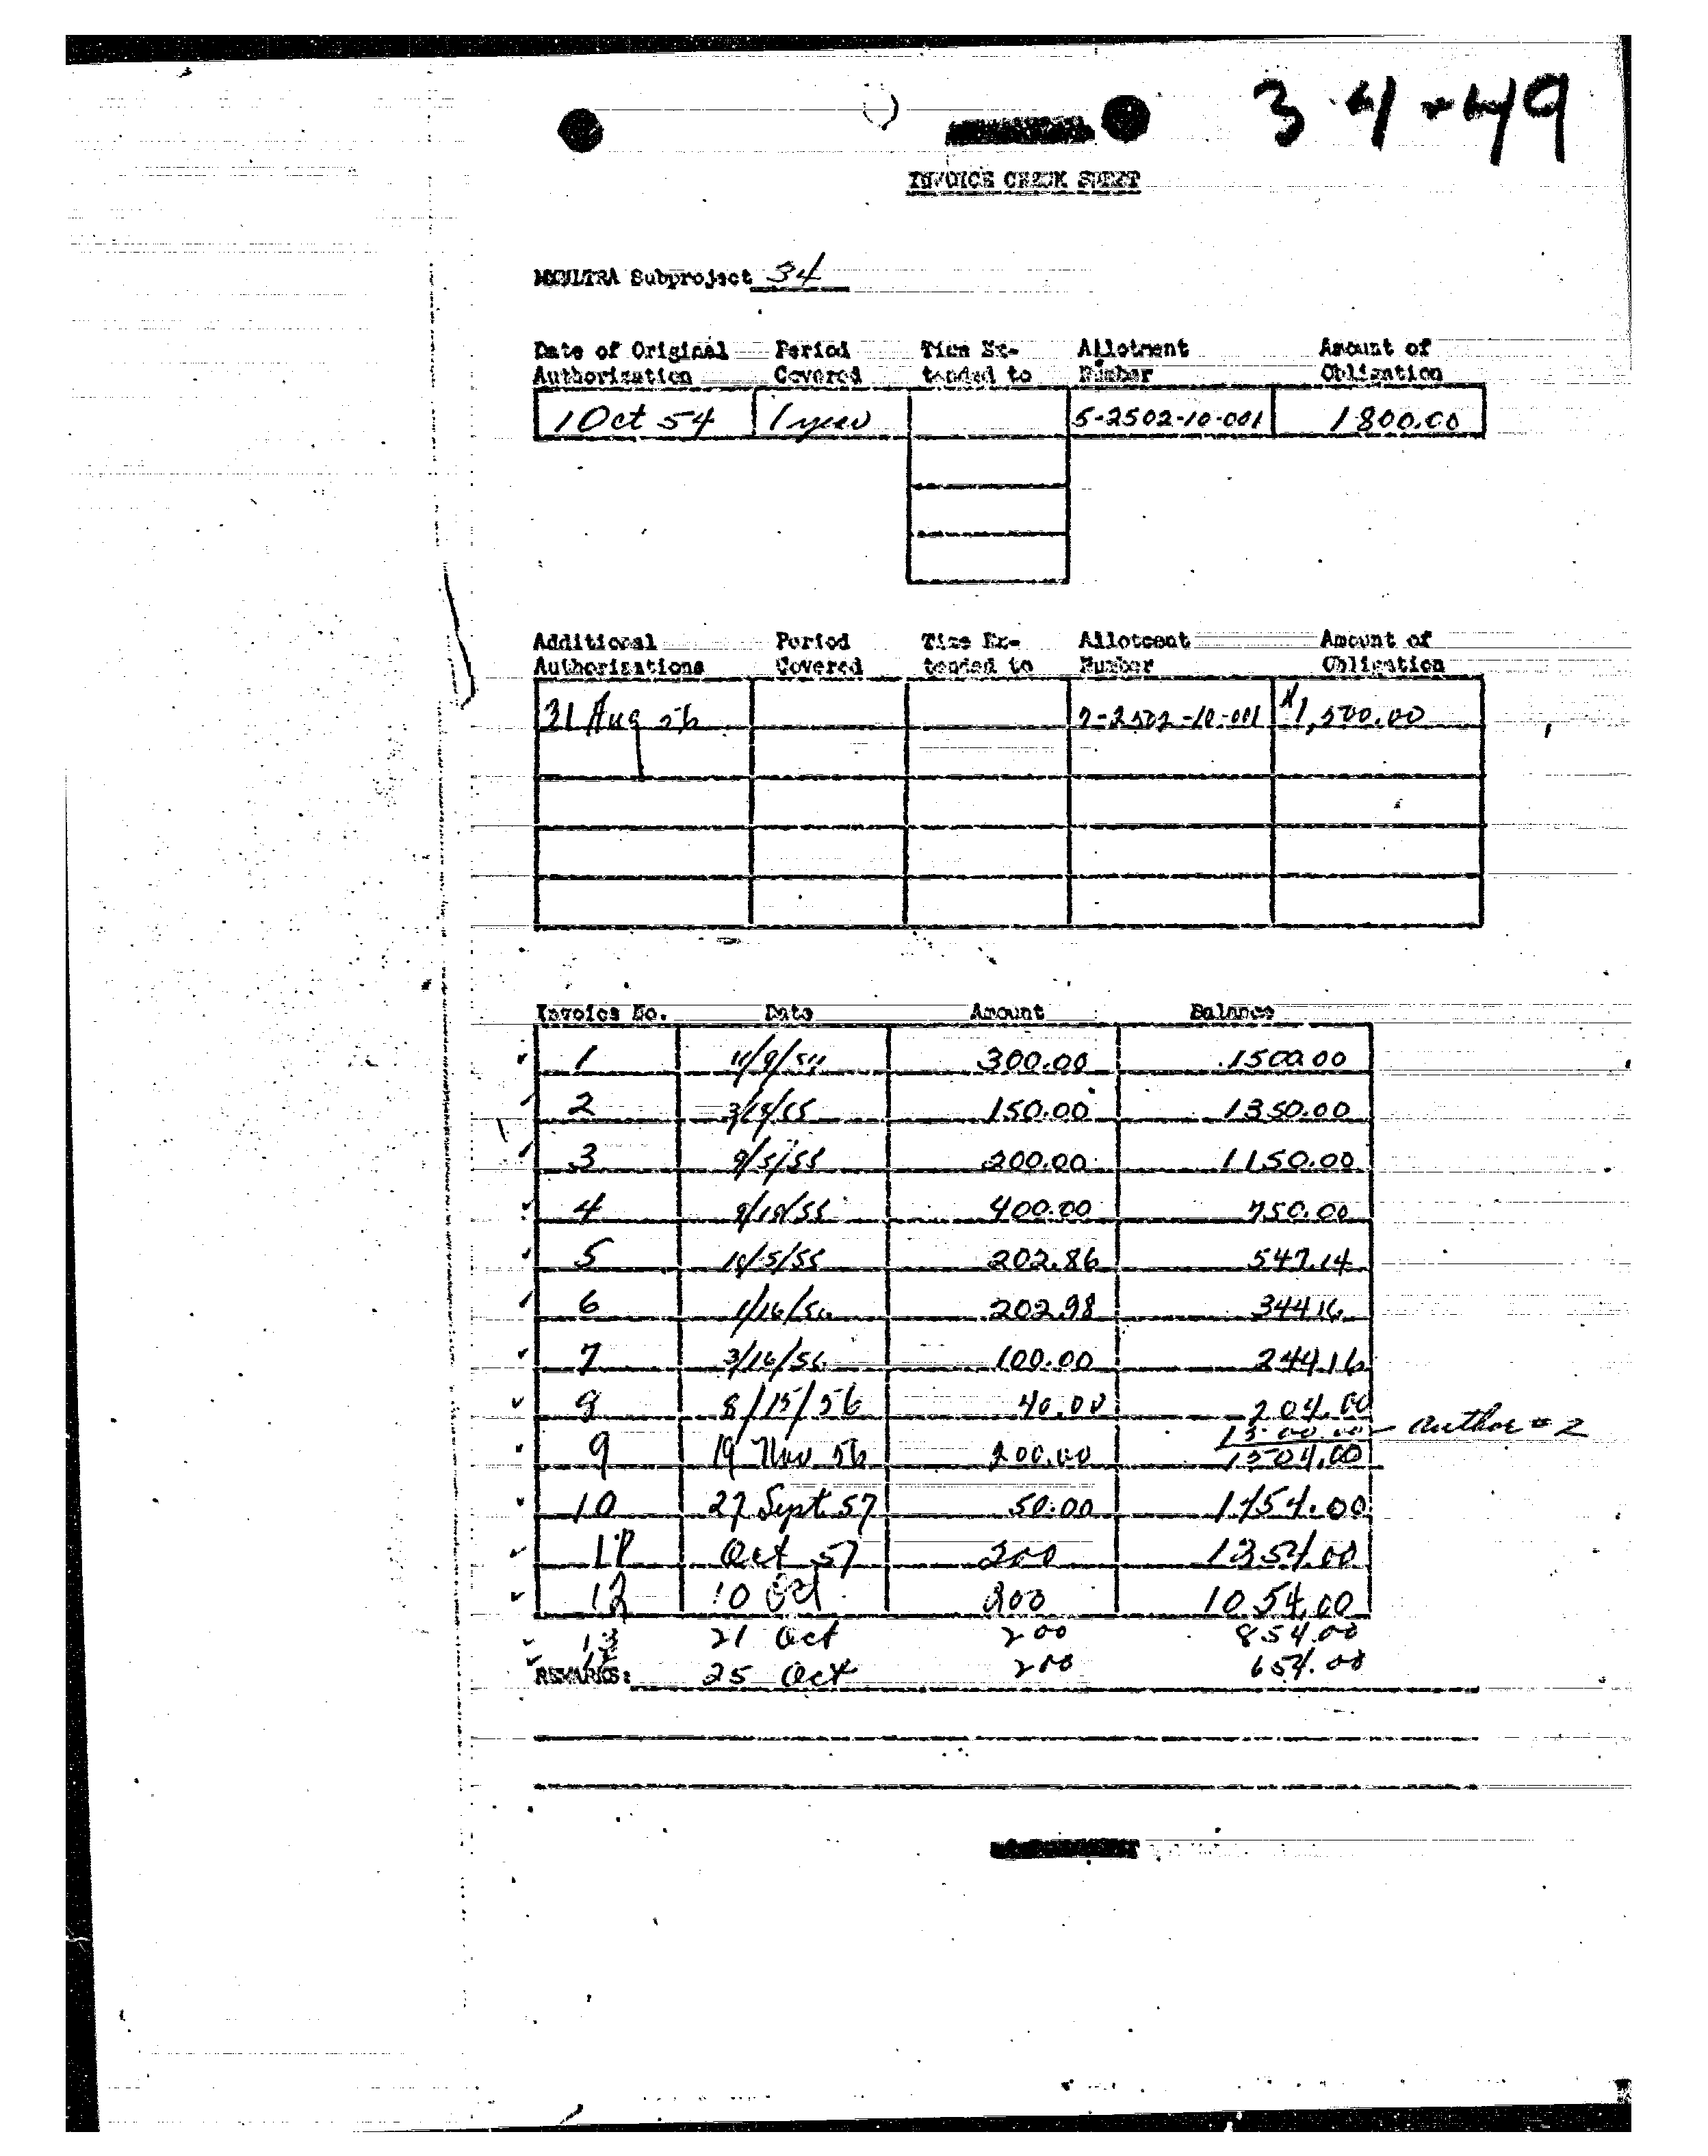 34-49
INVOICE CHECK SHEET
MKULTRA Subproject 34
Date of Original Period Time Ex- Allotment Amount of
Authorization Covered tended to Number Obligation
1 Oct 54 1 year 5-2502-10-001 1800.00
Additional Period Time Ex- Allotment Amount of
Authorizations Covered tended to Number Obligation
31 Aug 56 7-2502-10-001 $1,500.00
Invoice No. Date Amount Balance
1 11/9/54 300.00 1500.00
2 150.00 1350.00
3 9/5/55 200.00 1150.00
4 9/19/55 400.00 750.00
5 10/5/55 202.86 547.14
6 1/16/56 202.98 344.16
7 3/16/56 100.00 244.16
8 8/15/56 40.00 204.00
1500.00 author # 2
9 19 Nov 56 200.00 1504.00
10 27 Sept 57 50.00 1454.00
11 Oct 57 200 1254.00
12 10 Oct 200 1054.00
13 21 Oct 200 854.00
REMARKS: 25 Oct 200 654.00